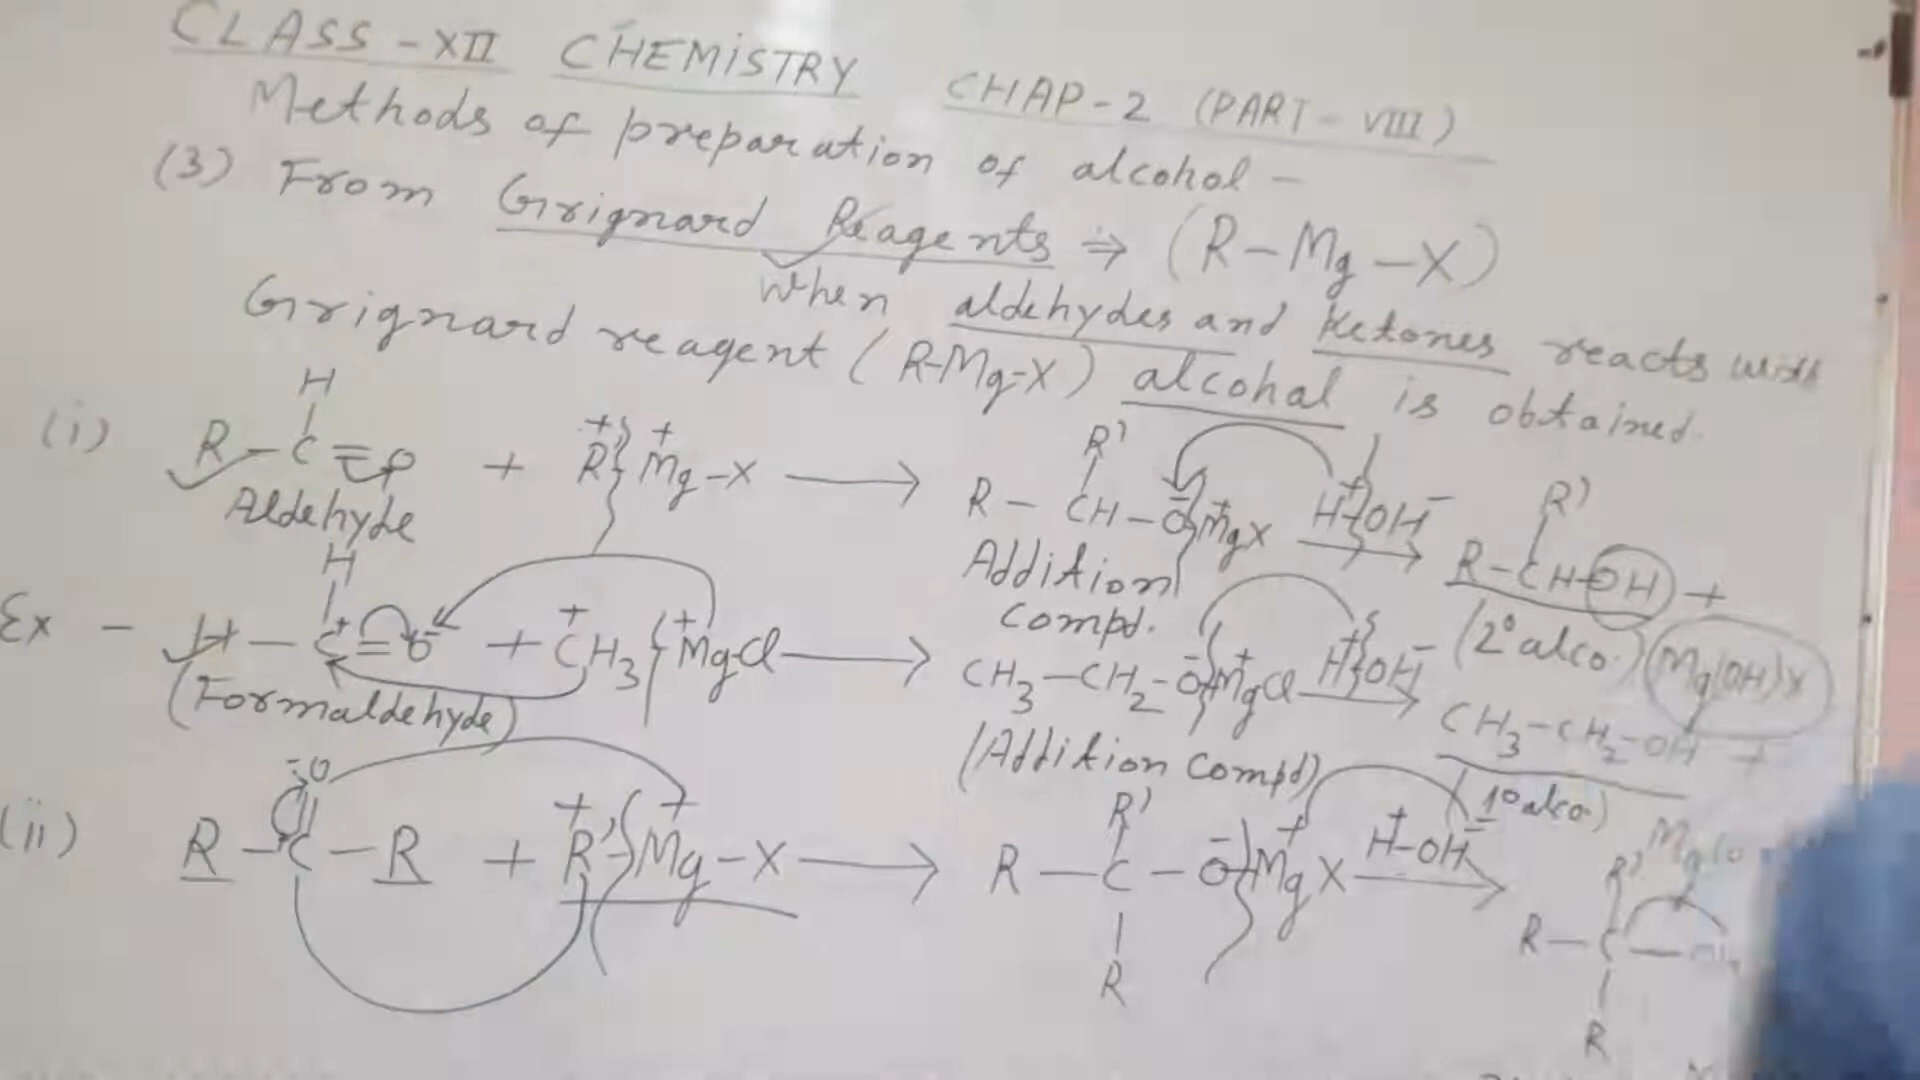 CLASS-XII CHEMISTRY CHAP-2 (PART-VIII)
Methods of preparation of alcohol -
(3) From Grignard Reagents ⇒ (R-Mg-X)
When aldehydes and Ketones reacts with
Grignard reagent (R-Mg-X) alcohal is obtained.
H
R'
R'
(i) R-C=O + R' Mg-X → R-CH-O MgX H OH → R-CH-OH +
Aldehyde
Addition
Compd.
(2° alco.) Mg(OH)X
H
Ex - H-C=O + CH3 MgCl → CH3-CH2-O MgCl H OH → CH3-CH2-OH +
(Formaldehyde)
(Addition Compd)
(1° alco.)
O
R'
R'
(ii) R-C-R + R' Mg-X → R-C-O MgX H-OH → R-C-
R
R